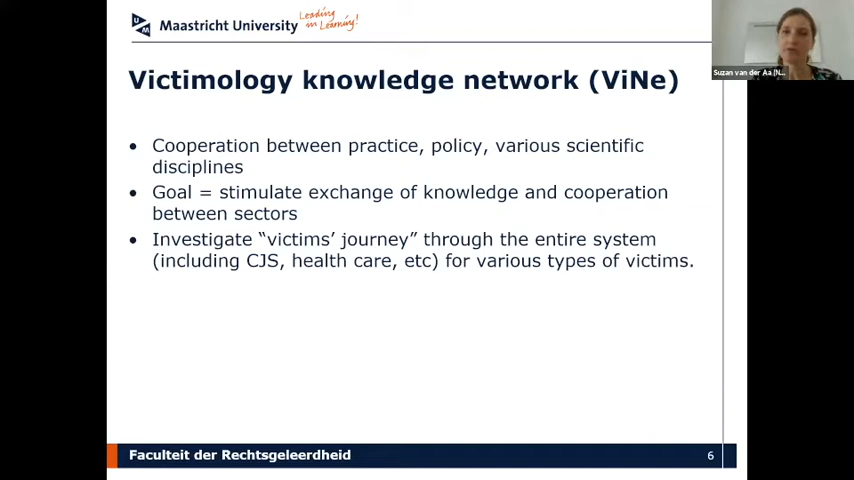 Maastricht University
Leading
in Learning!
Suzan van der Aa (N...
Victimology knowledge network (ViNe)
• Cooperation between practice, policy, various scientific
disciplines
• Goal = stimulate exchange of knowledge and cooperation
between sectors
• Investigate “victims’ journey” through the entire system
(including CJS, health care, etc) for various types of victims.
Faculteit der Rechtsgeleerdheid
6